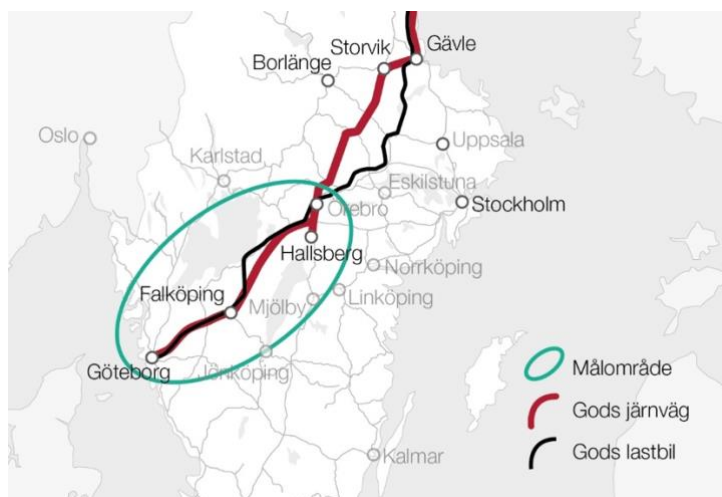 Storvik
Gävle
Borlänge
Oslo
Uppsala
Karlstad
Eskilstuna
Örebro
Stockholm
Hallsberg
Norrköping
Falköping
Mjölby
Linköping
Göteborg
Jönköping
Målområde
Gods järnväg
Gods lastbil
Kalmar